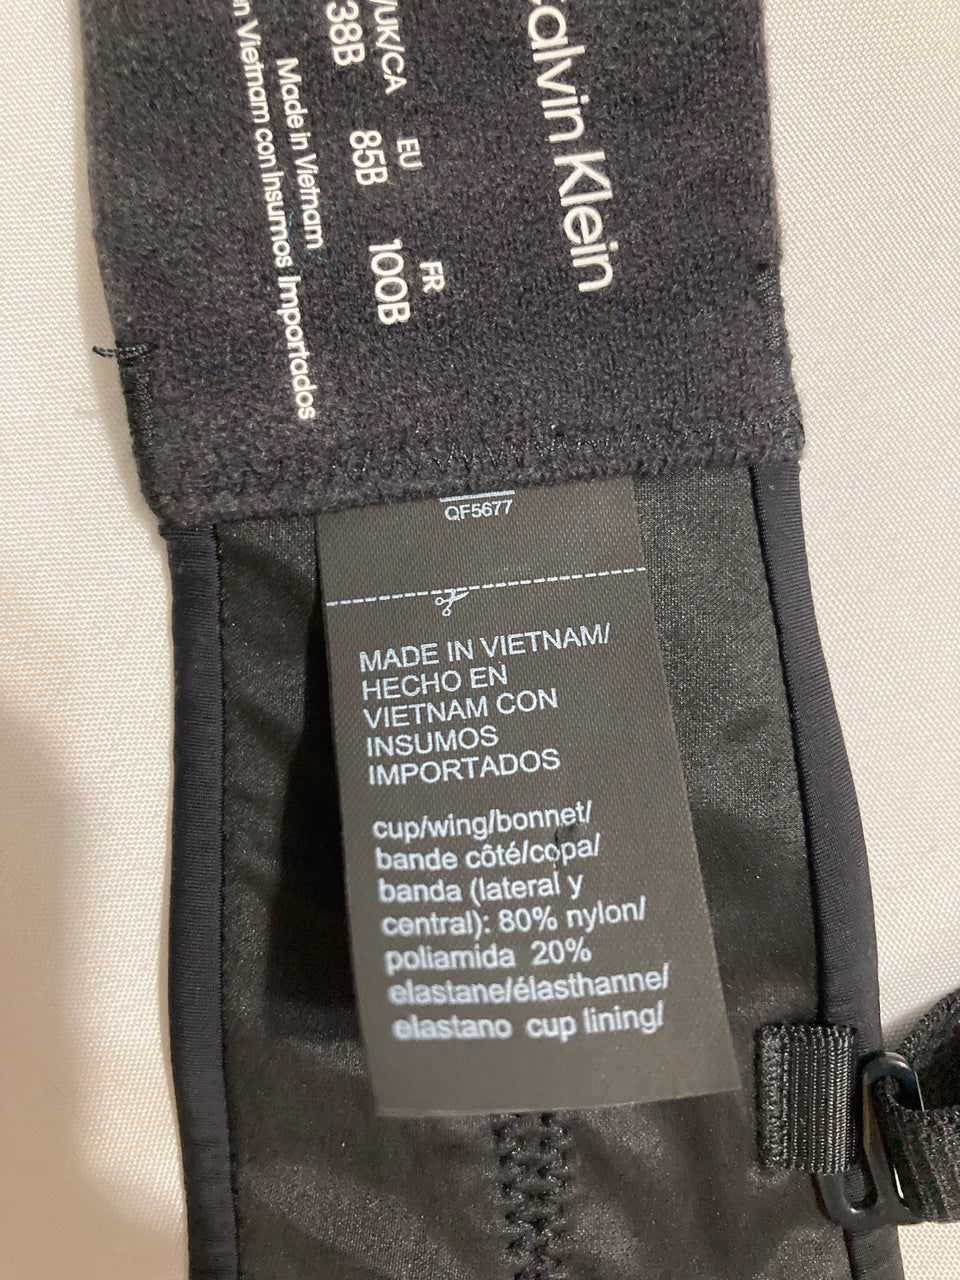 Calvin Klein
/UK/CA EU FR
38B 85B 100B
Made in Vietnam
en Vietnam con Insumos Importados
QF5677
MADE IN VIETNAM/
HECHO EN
VIETNAM CON
INSUMOS
IMPORTADOS
cup/wing/bonnet/
bande côté/copa/
banda (lateral y
central): 80% nylon/
poliamida 20%
elastane/élasthanne/
elastano cup lining/